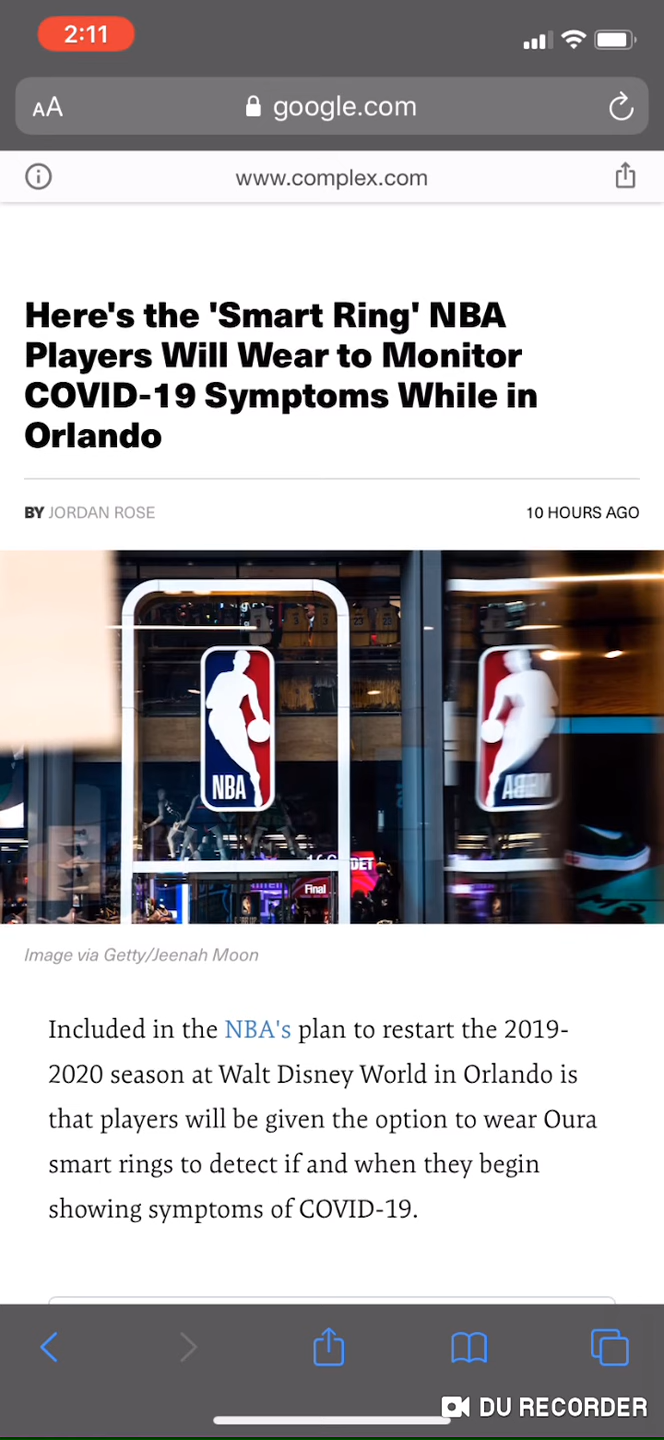 2:11
AA google.com
www.complex.com
Here's the 'Smart Ring' NBA
Players Will Wear to Monitor
COVID-19 Symptoms While in
Orlando
BY JORDAN ROSE 10 HOURS AGO
NBA
DET
Final
Image via Getty/Jeenah Moon
Included in the NBA's plan to restart the 2019-
2020 season at Walt Disney World in Orlando is
that players will be given the option to wear Oura
smart rings to detect if and when they begin
showing symptoms of COVID-19.
DU RECORDER